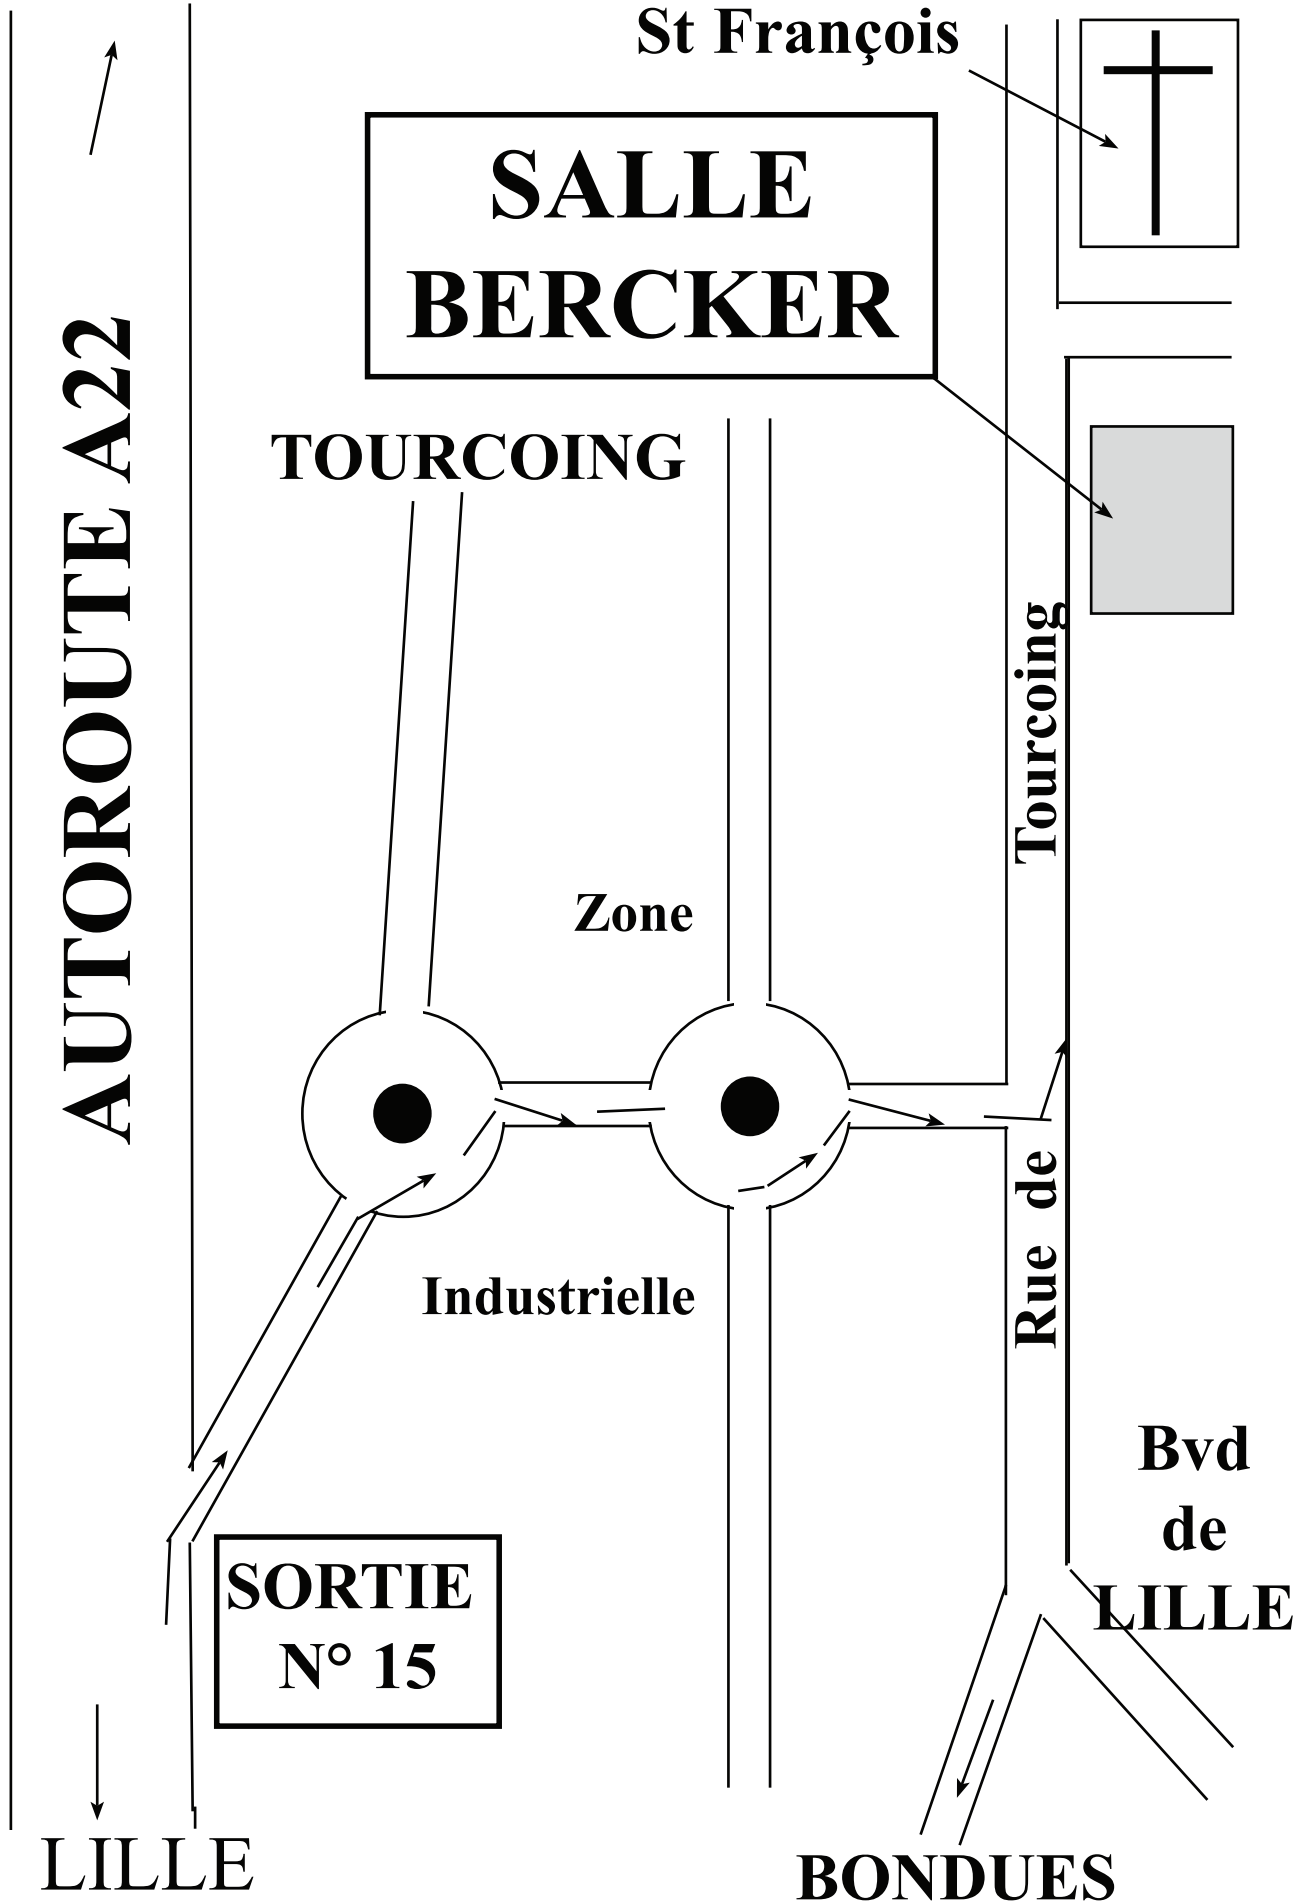 St François
SALLE
BERCKER
AUTOROUTE A22
TOURCOING
Zone
Industrielle
Rue de Tourcoing
Bvd
de
LILLE
SORTIE
N° 15
LILLE
BONDUES